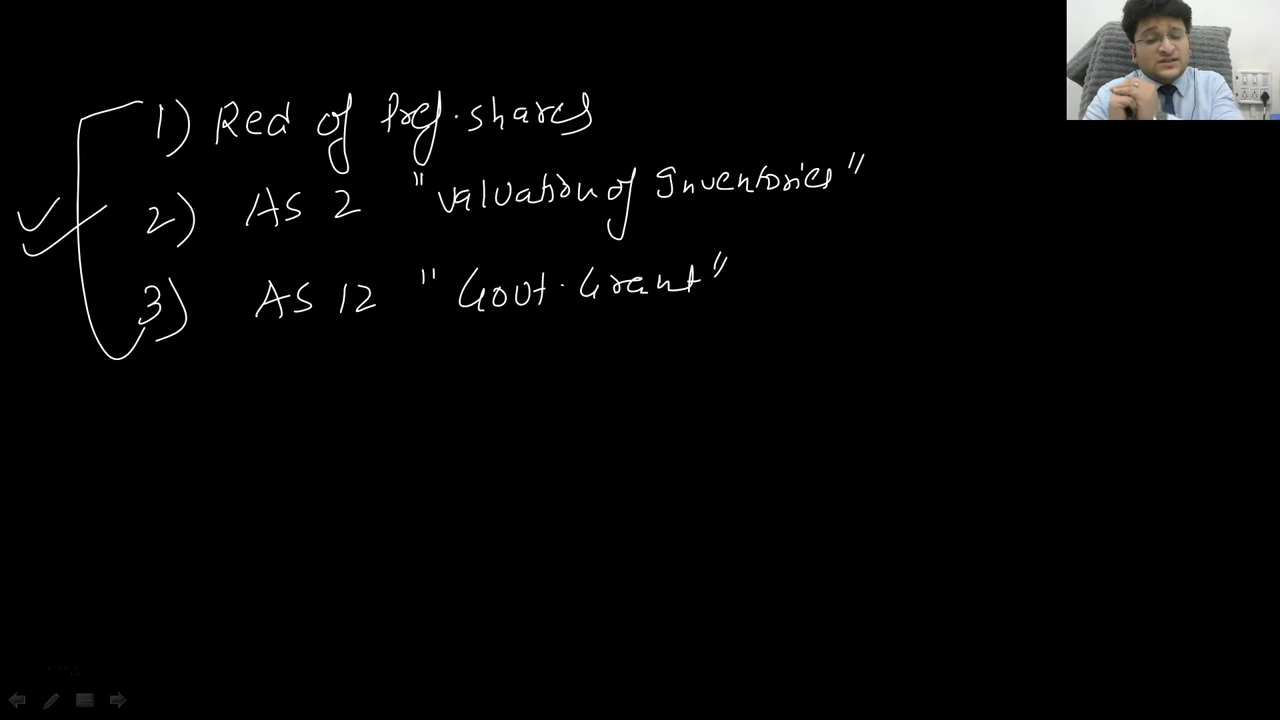 1) Red of Pref. shares
2) AS 2 "Valuation of Inventories"
3) AS 12 "Govt. Grant"